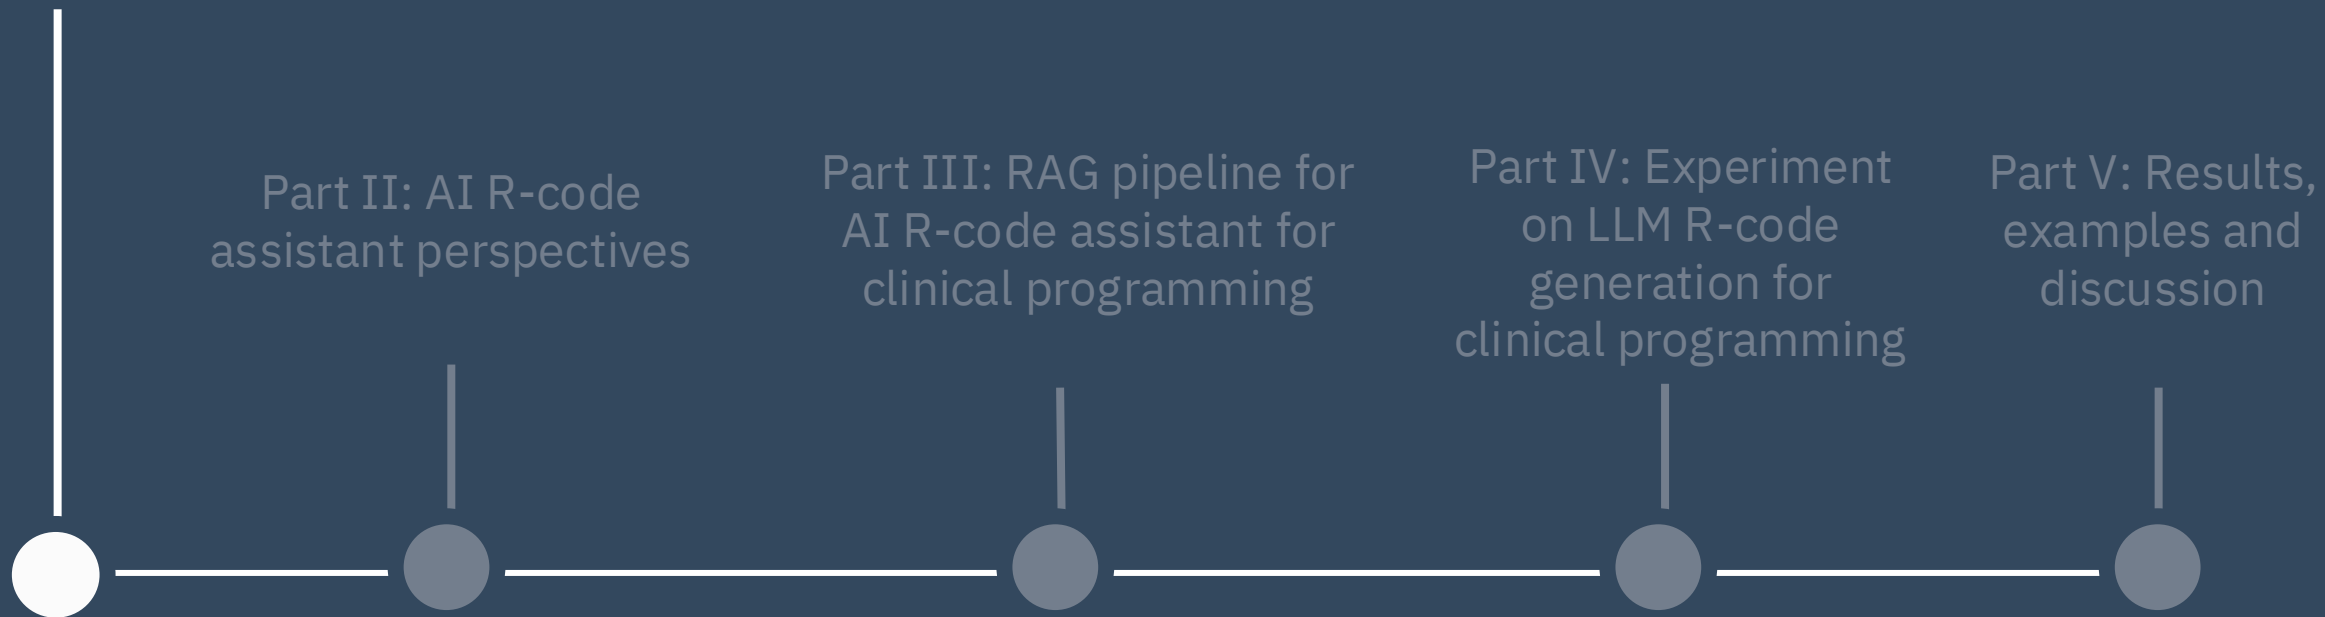 Part II: AI R-code
assistant perspectives
Part III: RAG pipeline for
AI R-code assistant for
clinical programming
Part IV: Experiment
on LLM R-code
generation for
clinical programming
Part V: Results,
examples and
discussion